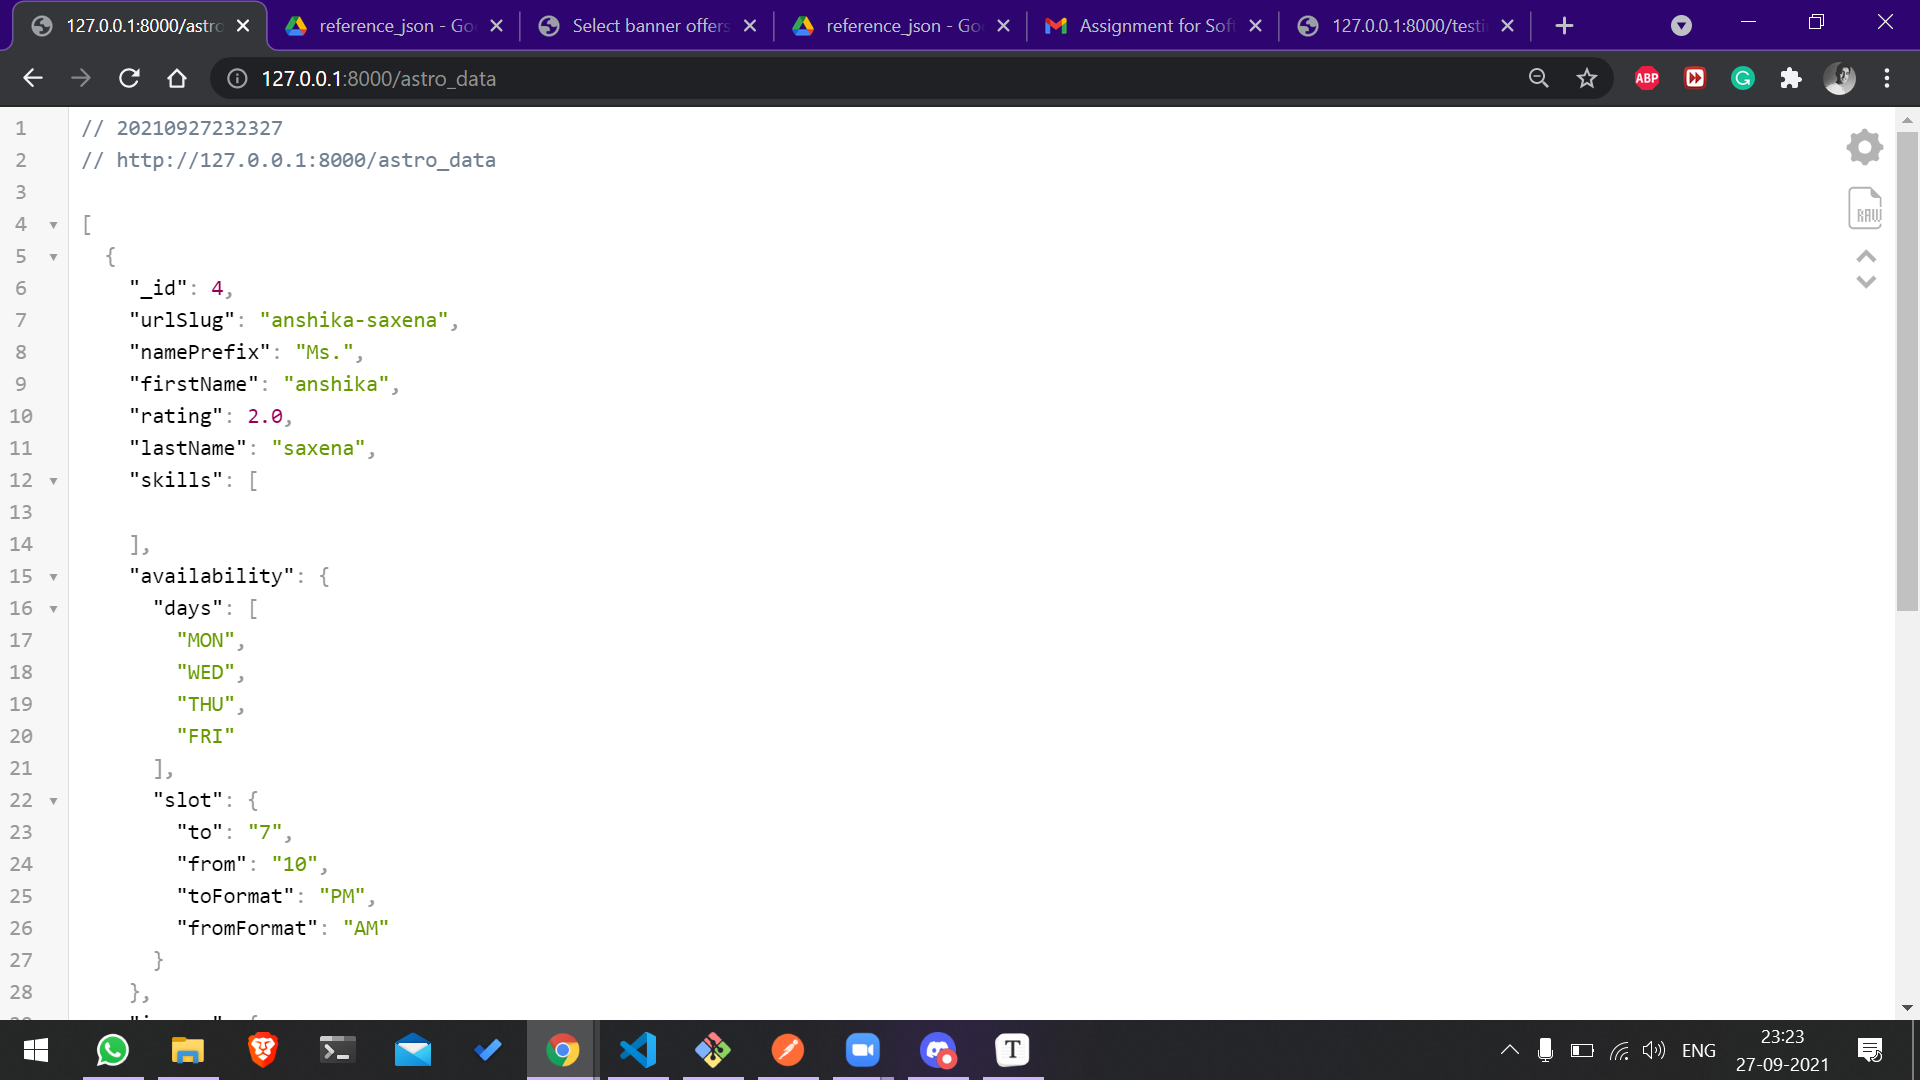 127.0.0.1:8000/astro
reference_json - Go
Select banner offers
reference_json - Go
Assignment for Sof
127.0.0.1:8000/testi
127.0.0.1:8000/astro_data
ABP
1 // 20210927232327
2 // http://127.0.0.1:8000/astro_data
3
4 [
5 {
6 "_id": 4,
7 "urlSlug": "anshika-saxena",
8 "namePrefix": "Ms.",
9 "firstName": "anshika",
10 "rating": 2.0,
11 "lastName": "saxena",
12 "skills": [
13
14 ],
15 "availability": {
16 "days": [
17 "MON",
18 "WED",
19 "THU",
20 "FRI"
21 ],
22 "slot": {
23 "to": "7",
24 "from": "10",
25 "toFormat": "PM",
26 "fromFormat": "AM"
27 }
28 },
RAW
T
ENG
23:23
27-09-2021